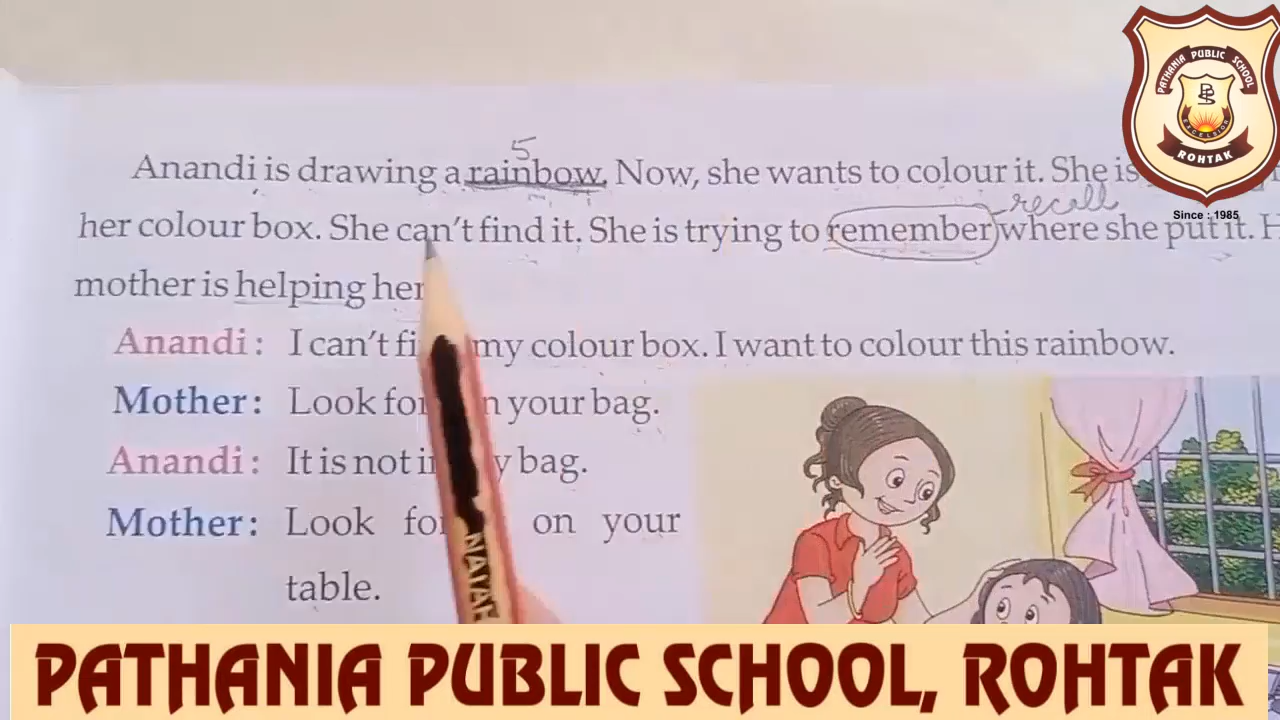 PATHANIA PUBLIC SCHOOL
PPS
EXCELSIOR
ROHTAK
Since : 1985
5
Anandi is drawing a rainbow. Now, she wants to colour it. She is
recall
her colour box. She can't find it. She is trying to remember where she put it.
mother is helping her
Anandi : I can't my colour box. I want to colour this rainbow.
Mother : Look your bag.
Anandi : It is not bag.
Mother : Look on your
table.
NATAR
PATHANIA PUBLIC SCHOOL, ROHTAK